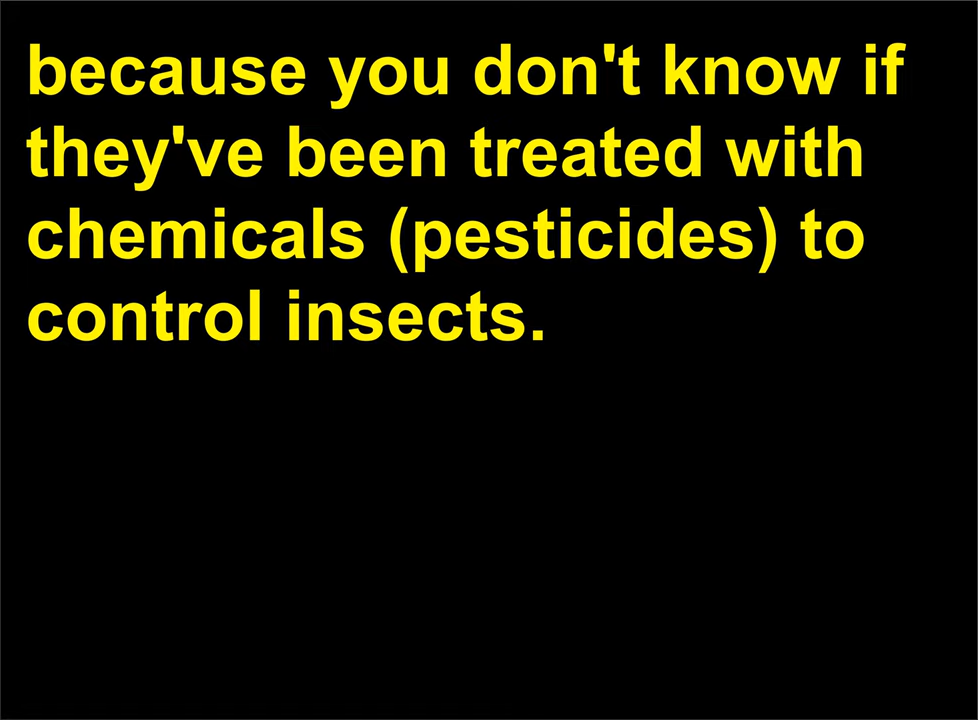 because you don't know if
they've been treated with
chemicals (pesticides) to
control insects.